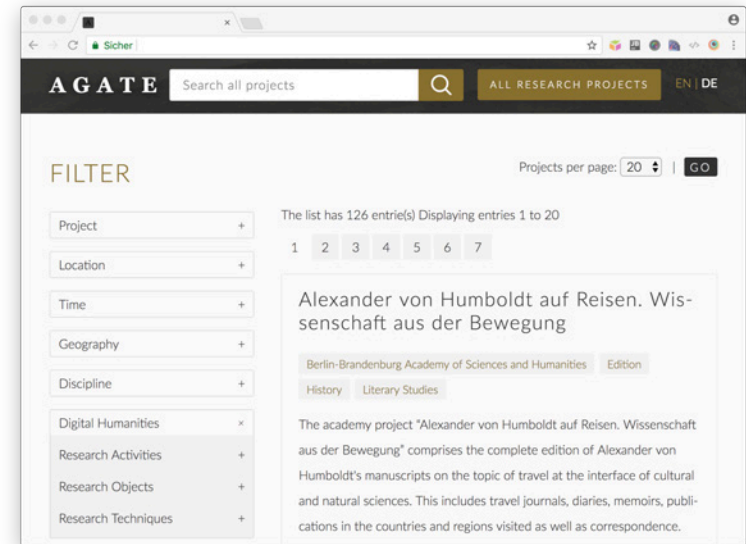 Sicher
AGATE
Search all projects
ALL RESEARCH PROJECTS
EN | DE
FILTER
Projects per page: 20 | GO
Project +
Location +
Time +
Geography +
Discipline +
Digital Humanities ×
Research Activities +
Research Objects +
Research Techniques +
The list has 126 entrie(s) Displaying entries 1 to 20
1 2 3 4 5 6 7
Alexander von Humboldt auf Reisen. Wis-
senschaft aus der Bewegung
Berlin-Brandenburg Academy of Sciences and Humanities Edition
History Literary Studies
The academy project "Alexander von Humboldt auf Reisen. Wissenschaft
aus der Bewegung" comprises the complete edition of Alexander von
Humboldt's manuscripts on the topic of travel at the interface of cultural
and natural sciences. This includes travel journals, diaries, memoirs, publi-
cations in the countries and regions visited as well as correspondence.